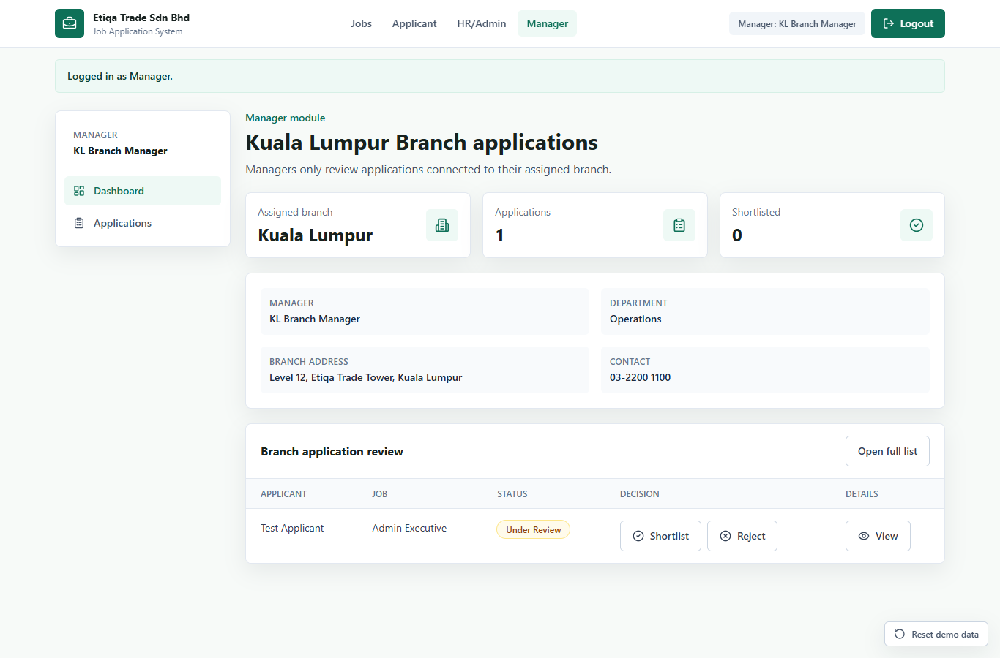 Etiqa Trade Sdn Bhd
Job Application System
Jobs
Applicant
HR/Admin
Manager
Manager: KL Branch Manager
Logout
Logged in as Manager.
MANAGER
KL Branch Manager
Dashboard
Applications
Manager module
Kuala Lumpur Branch applications
Managers only review applications connected to their assigned branch.
Assigned branch
Kuala Lumpur
Applications
1
Shortlisted
0
MANAGER
KL Branch Manager
DEPARTMENT
Operations
BRANCH ADDRESS
Level 12, Etiqa Trade Tower, Kuala Lumpur
CONTACT
03-2200 1100
Branch application review
Open full list
APPLICANT JOB STATUS DECISION DETAILS
Test Applicant Admin Executive Under Review Shortlist Reject View
Reset demo data